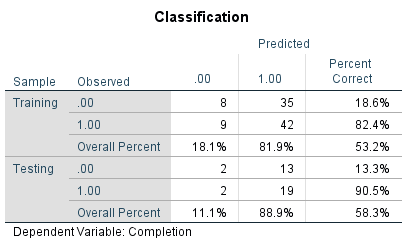 Classification
Predicted
Sample Observed .00 1.00 Percent Correct
Training .00 8 35 18.6%
1.00 9 42 82.4%
Overall Percent 18.1% 81.9% 53.2%
Testing .00 2 13 13.3%
1.00 2 19 90.5%
Overall Percent 11.1% 88.9% 58.3%
Dependent Variable: Completion